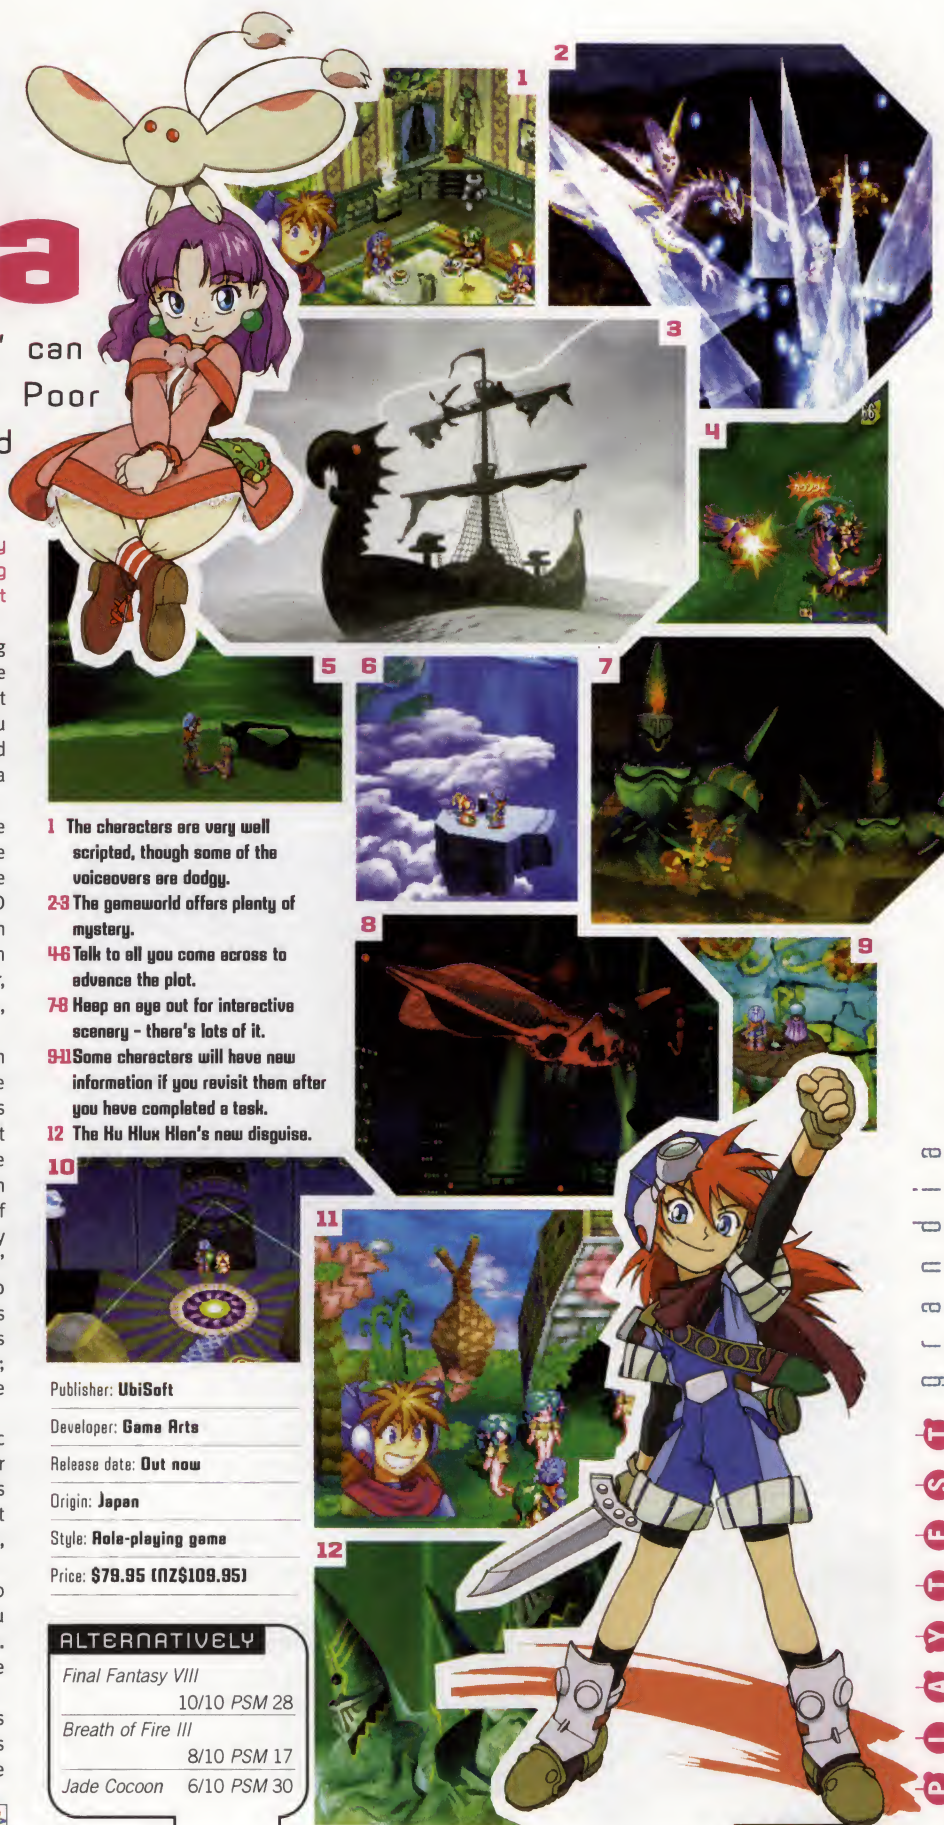 a
' can
Poor
d
1
2
3
4
5
6
7
8
9
10
11
12
カウンター
1 The characters are very well
scripted, though some of the
voiceovers are dodgy.
2-3 The gameworld offers plenty of
mystery.
4-6 Talk to all you come across to
advance the plot.
7-8 Keep an eye out for interactive
scenery – there's lots of it.
9-11 Some characters will have new
information if you revisit them after
you have completed a task.
12 The Ku Klux Klan's new disguise.
Publisher: UbiSoft
Developer: Game Arts
Release date: Out now
Origin: Japan
Style: Role-playing game
Price: $79.95 (NZ$109.95)
ALTERNATIVELY
Final Fantasy VIII
10/10 PSM 28
Breath of Fire III
8/10 PSM 17
Jade Cocoon 6/10 PSM 30
PLAYTEST grandia